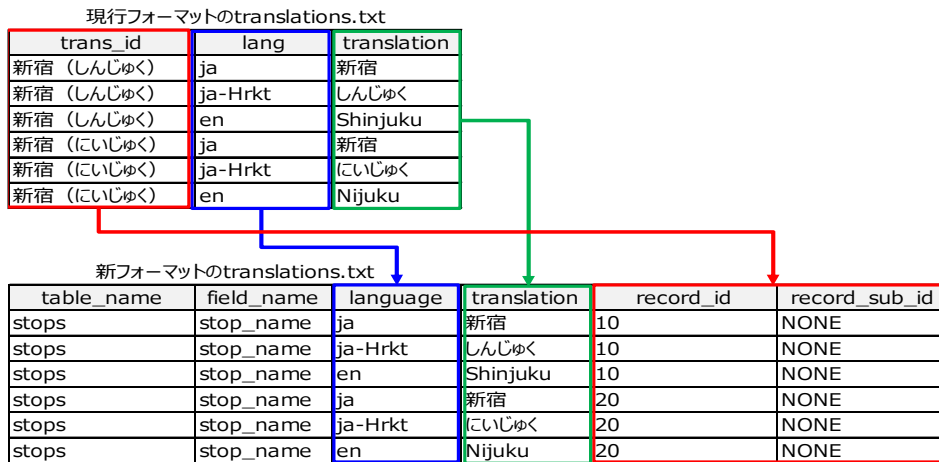 現行フォーマットのtranslations.txt
trans_id lang translation
新宿（しんじゅく） ja 新宿
新宿（しんじゅく） ja-Hrkt しんじゅく
新宿（しんじゅく） en Shinjuku
新宿（にいじゅく） ja 新宿
新宿（にいじゅく） ja-Hrkt にいじゅく
新宿（にいじゅく） en Nijuku
新フォーマットのtranslations.txt
table_name field_name language translation record_id record_sub_id
stops stop_name ja 新宿 10 NONE
stops stop_name ja-Hrkt しんじゅく 10 NONE
stops stop_name en Shinjuku 10 NONE
stops stop_name ja 新宿 20 NONE
stops stop_name ja-Hrkt にいじゅく 20 NONE
stops stop_name en Nijuku 20 NONE